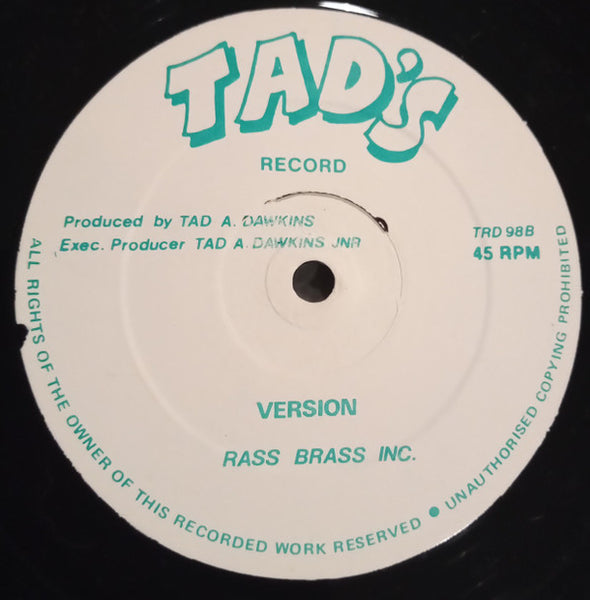 TAD'S
RECORD
Produced by TAD A. DAWKINS
Exec. Producer TAD A. DAWKINS JNR
TRD 98B
45 RPM
VERSION
RASS BRASS INC.
ALL RIGHTS OF THE OWNER OF THIS RECORDED WORK RESERVED ● UNAUTHORISED COPYING PROHIBITED